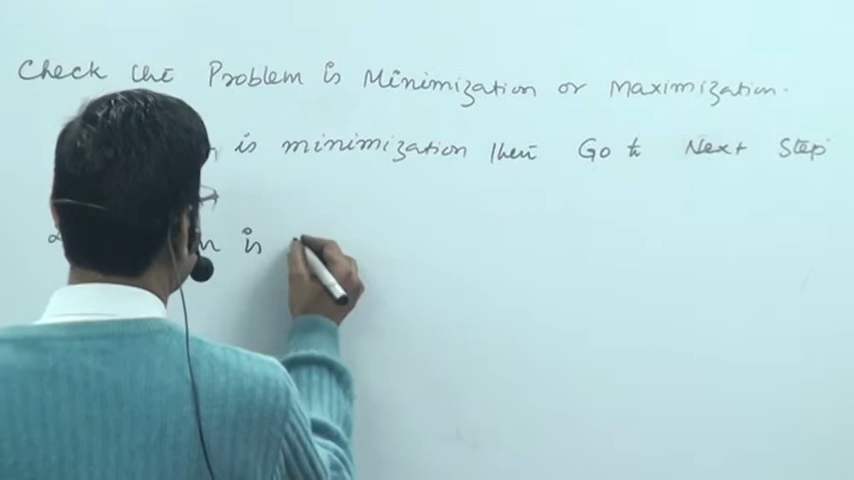 Check the Problem is Minimization or Maximization.
is minimization then Go to Next Step
is